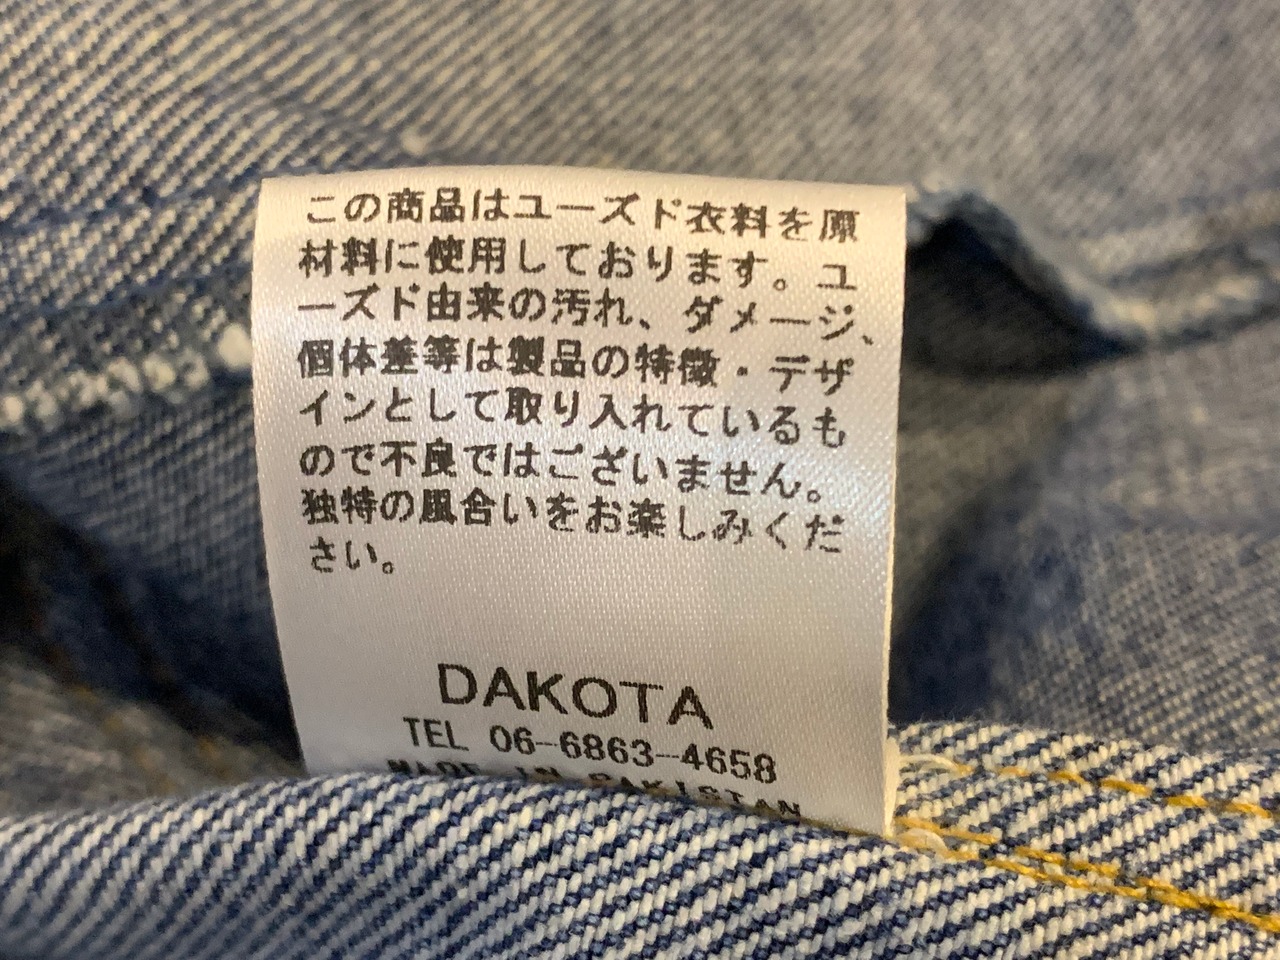 この商品はユーズド衣料を原
材料に使用しております。ユ
ーズド由来の汚れ、ダメージ、
個体差等は製品の特徴・デザ
インとして取り入れているも
ので不良ではございません。
独特の風合いをお楽しみくだ
さい。
DAKOTA
TEL 06-6863-4658
MADE IN PAKISTAN